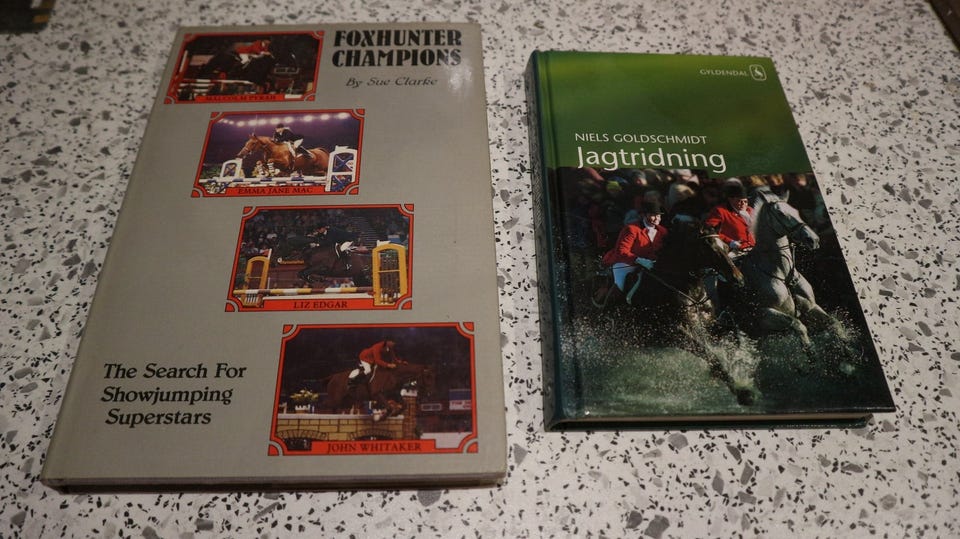 FOXHUNTER
CHAMPIONS
By Sue Clarke
MALCOLM PYRAH
EMMA JANE MAC
LIZ EDGAR
JOHN WHITAKER
The Search For
Showjumping
Superstars
GYLDENDAL
NIELS GOLDSCHMIDT
Jagtridning